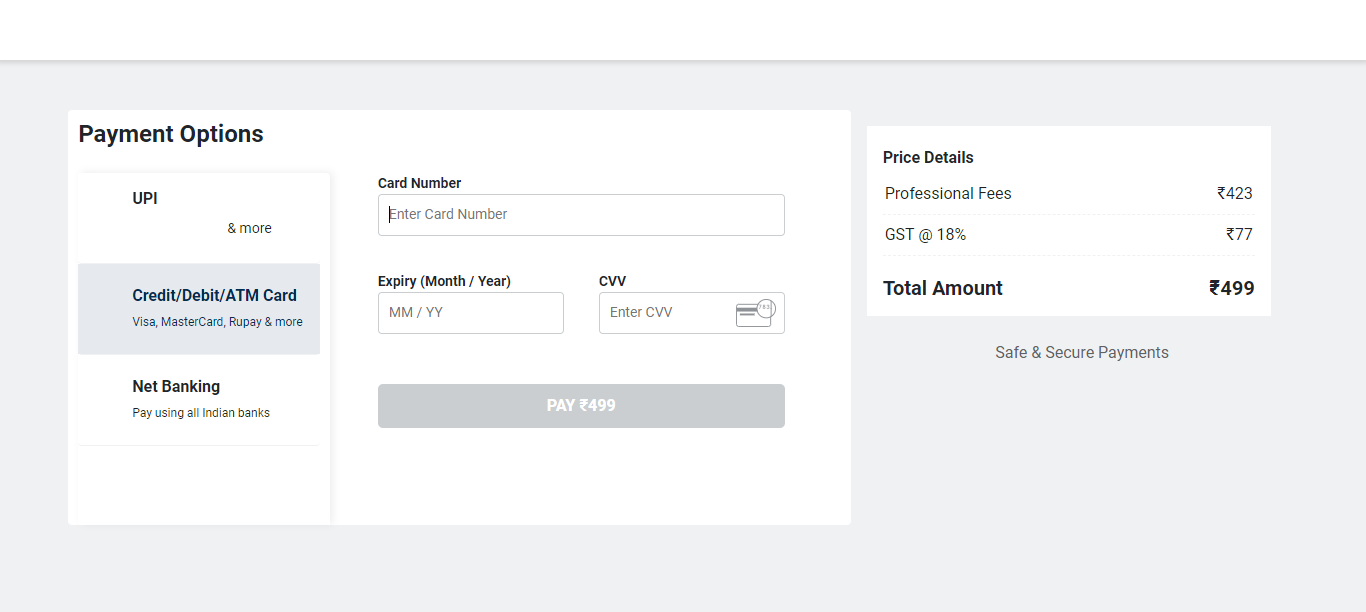 Payment Options
UPI
& more
Credit/Debit/ATM Card
Visa, MasterCard, Rupay & more
Net Banking
Pay using all Indian banks
Card Number
Enter Card Number
Expiry (Month / Year)
CVV
MM / YY
Enter CVV
PAY ₹499
Price Details
Professional Fees ₹423
GST @ 18% ₹77
Total Amount ₹499
Safe & Secure Payments